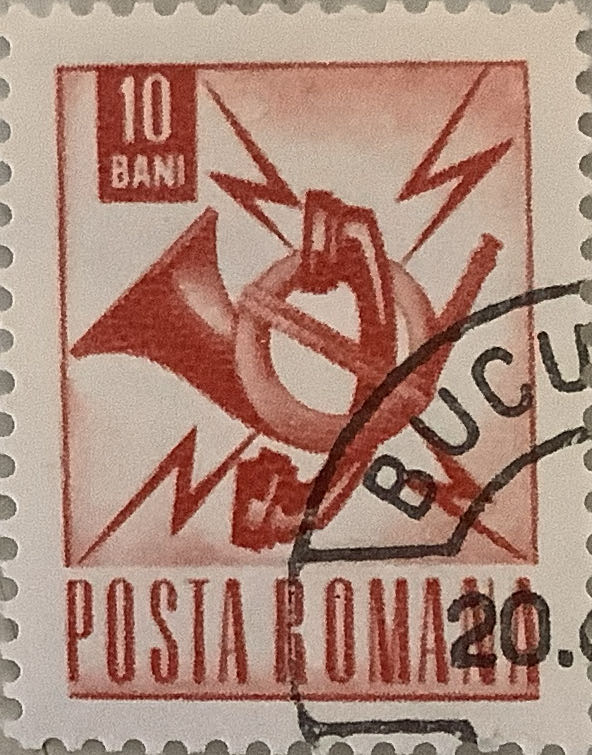 10
BANI
BUCU
POSTA ROMANA
20.